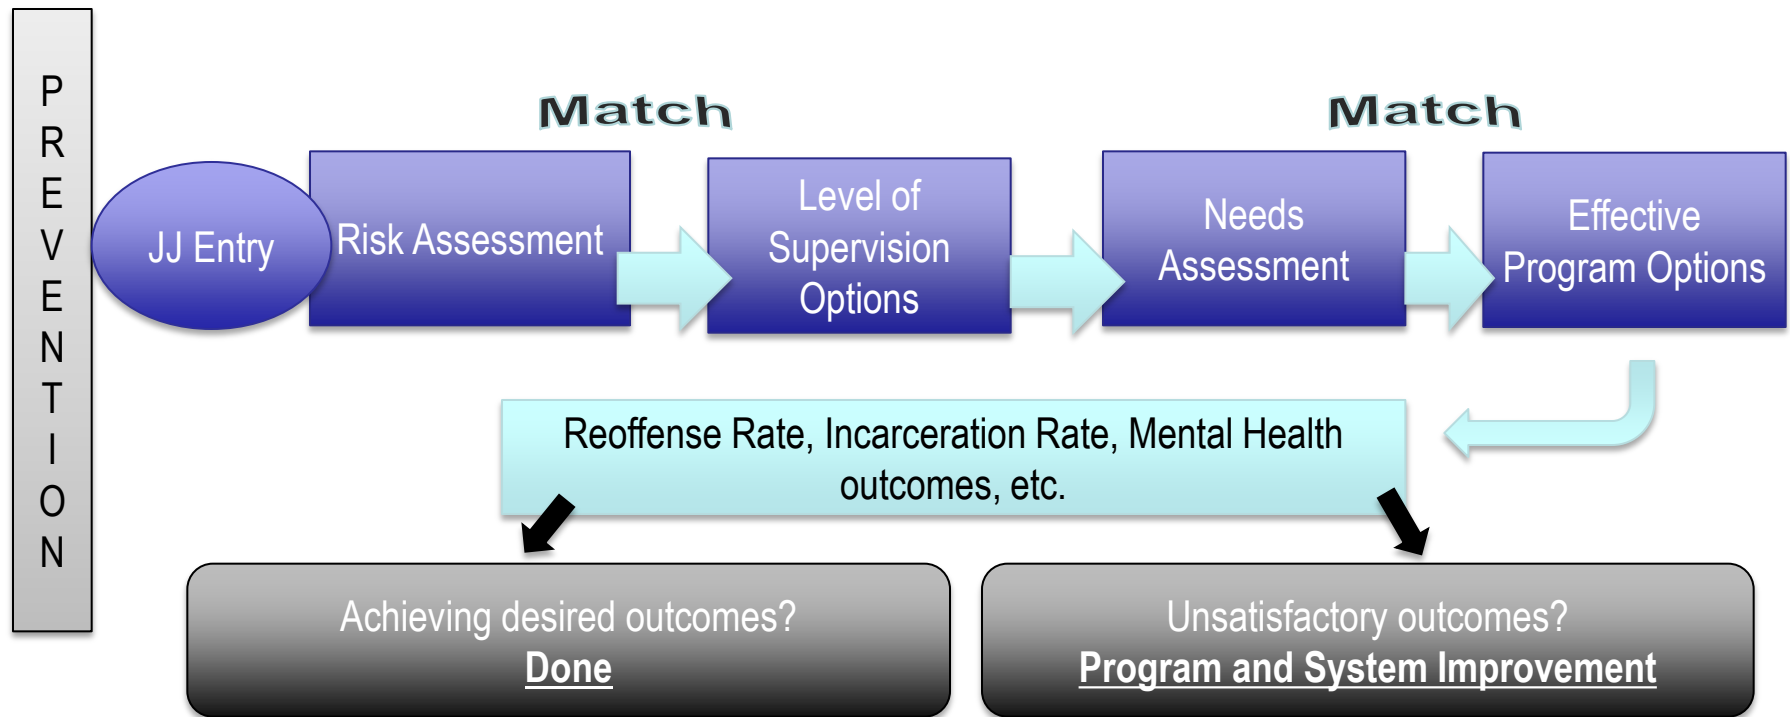 PREVENTION
Match
Match
JJ Entry
Risk Assessment
Level of
Supervision
Options
Needs
Assessment
Effective
Program Options
Reoffense Rate, Incarceration Rate, Mental Health
outcomes, etc.
Achieving desired outcomes?
Done
Unsatisfactory outcomes?
Program and System Improvement